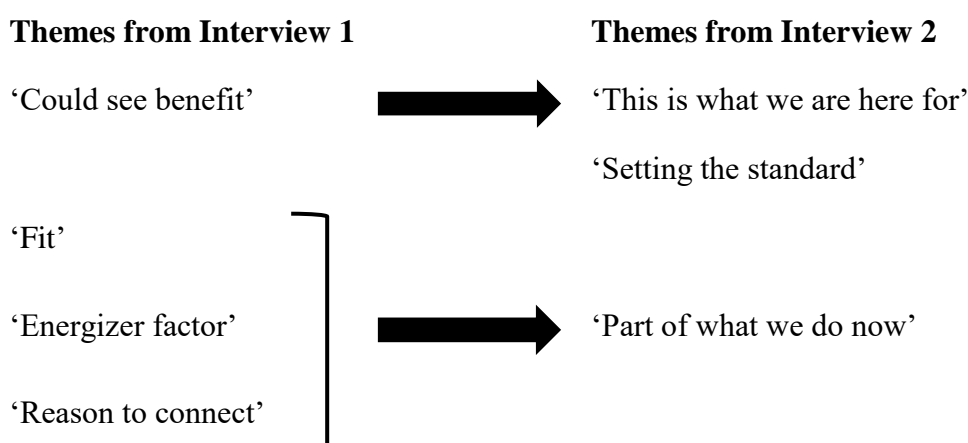 Themes from Interview 1
Themes from Interview 2
‘Could see benefit’
‘This is what we are here for’
‘Setting the standard’
‘Fit’
‘Energizer factor’
‘Part of what we do now’
‘Reason to connect’